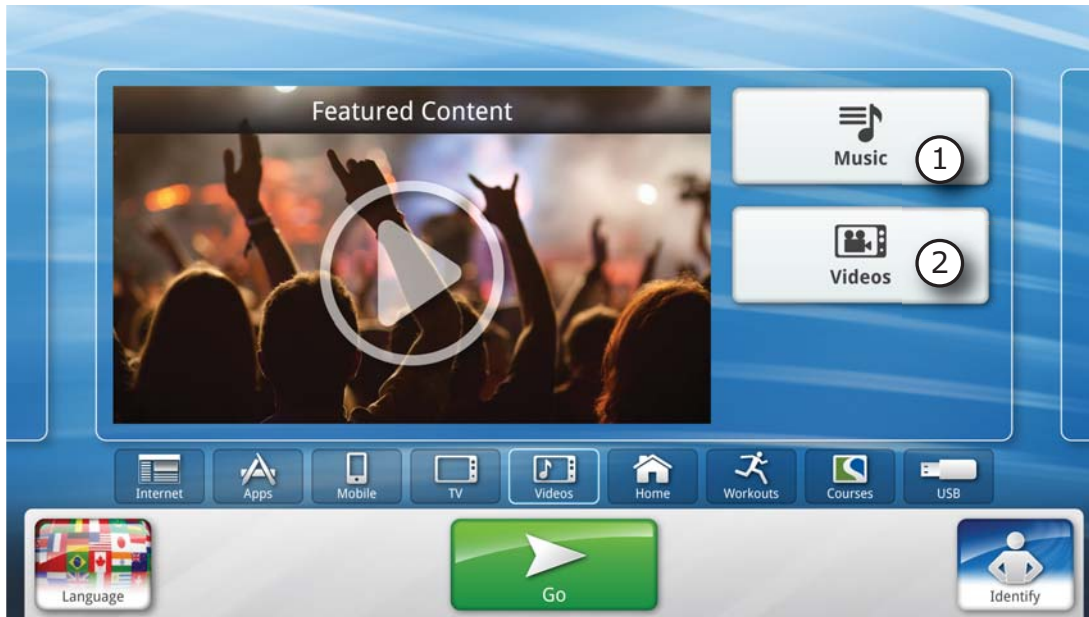 Featured Content
Music
1
Videos
2
Internet
Apps
Mobile
TV
Videos
Home
Workouts
Courses
USB
Language
Go
Identify